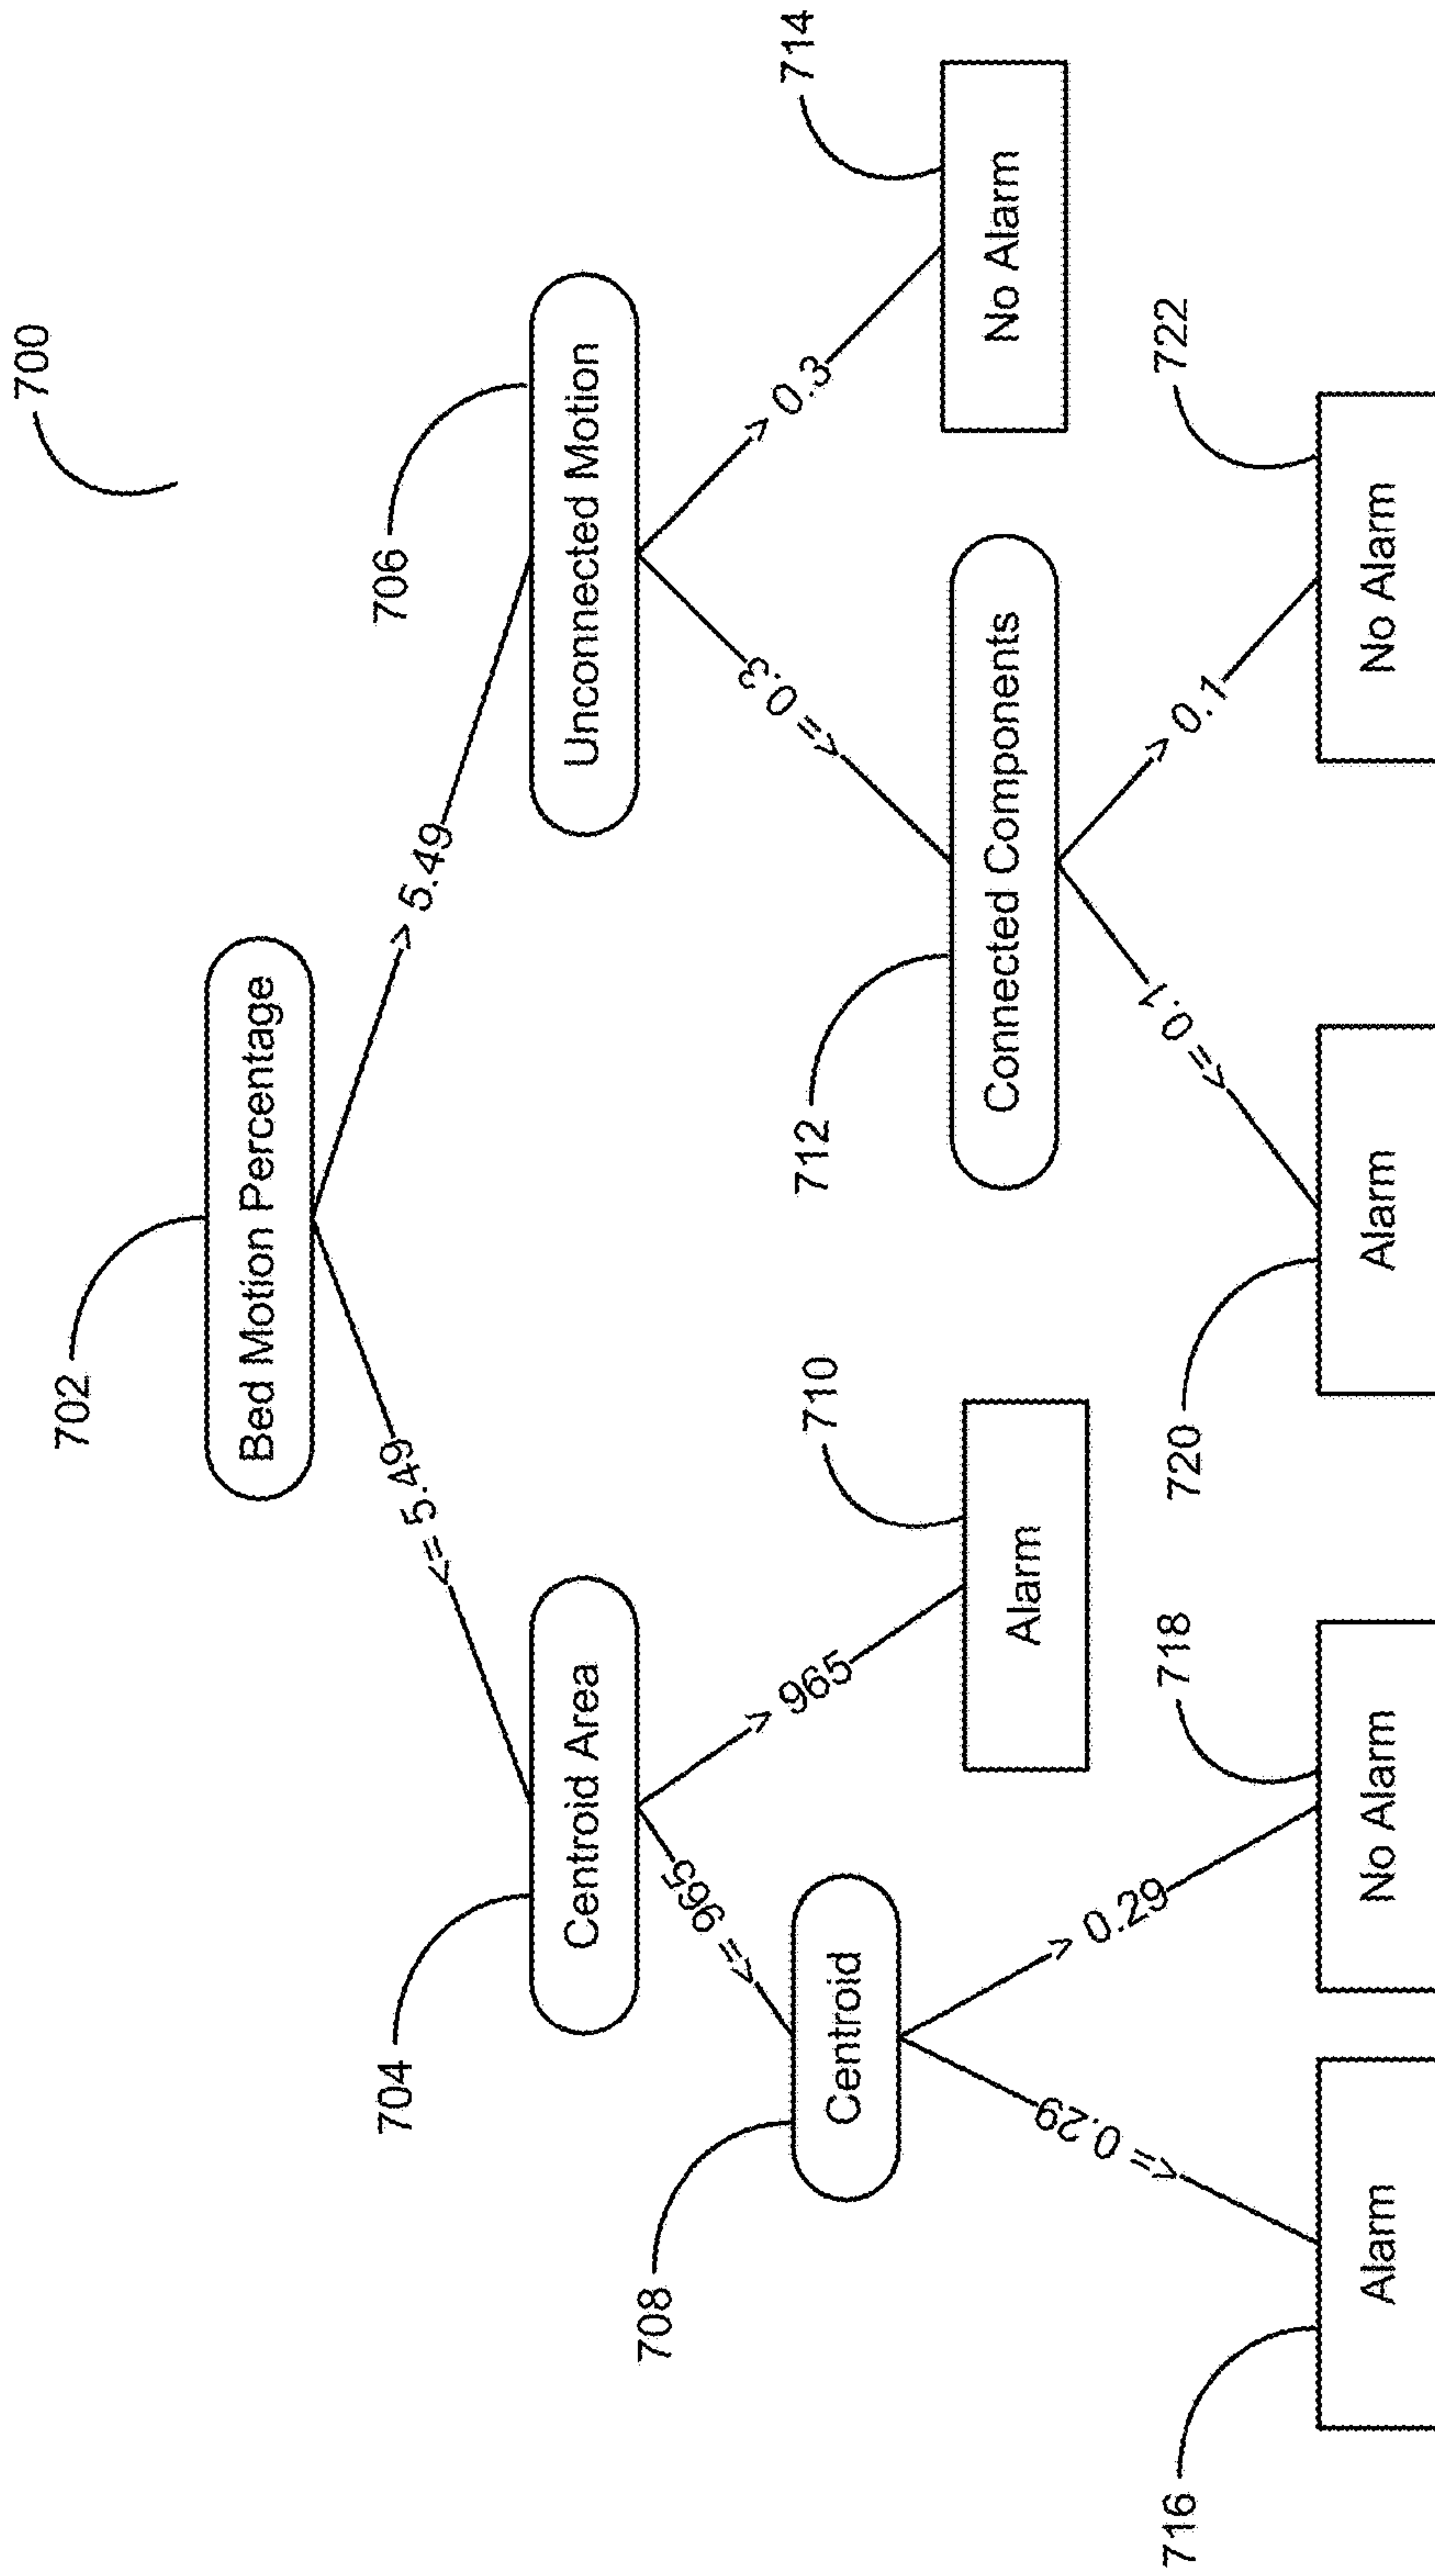 700
702
Bed Motion Percentage
<= 5.49
> 5.49
704
Centroid Area
706
Unconnected Motion
<= 965
> 965
<= 0.3
> 0.3
708
Centroid
710
Alarm
712
Connected Components
714
No Alarm
<= 0.29
> 0.29
<= 0.1
> 0.1
716
Alarm
718
No Alarm
720
Alarm
722
No Alarm